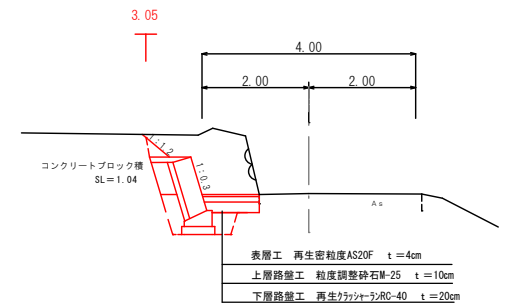 3.05
4.00
2.00
2.00
1:1.2
コンクリートブロック積
SL=1.04
1:0.3
As
表層工 再生密粒度AS20F t=4cm
上層路盤工 粒度調整砕石M-25 t=10cm
下層路盤工 再生クラッシャーランRC-40 t=20cm